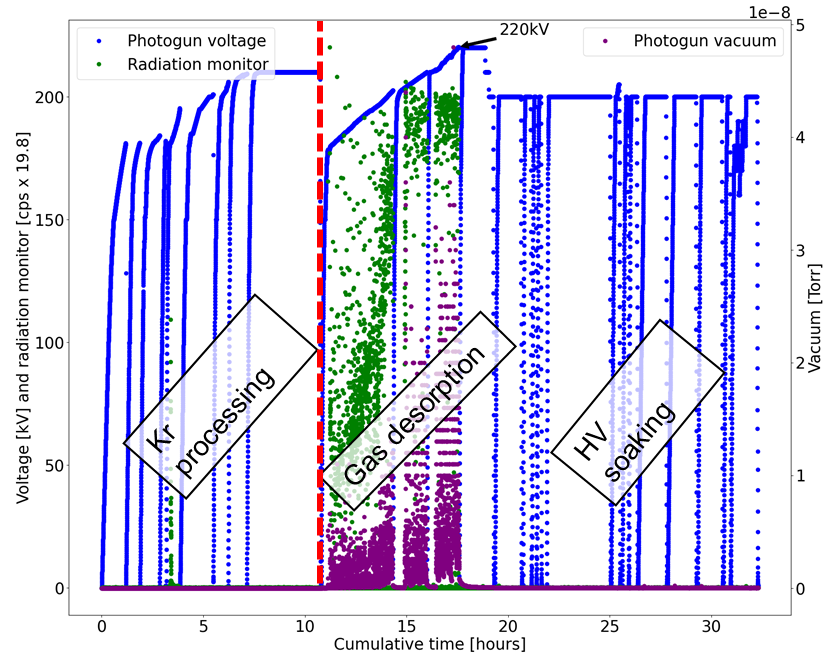 1e−8
220kV
Photogun voltage
Radiation monitor
Photogun vacuum
Voltage [kV] and radiation monitor [cps x 19.8]
200
150
100
50
0
Kr
processing
Gas desorption
HV
soaking
5
4
3
2
1
0
Vacuum [Torr]
0 5 10 15 20 25 30
Cumulative time [hours]